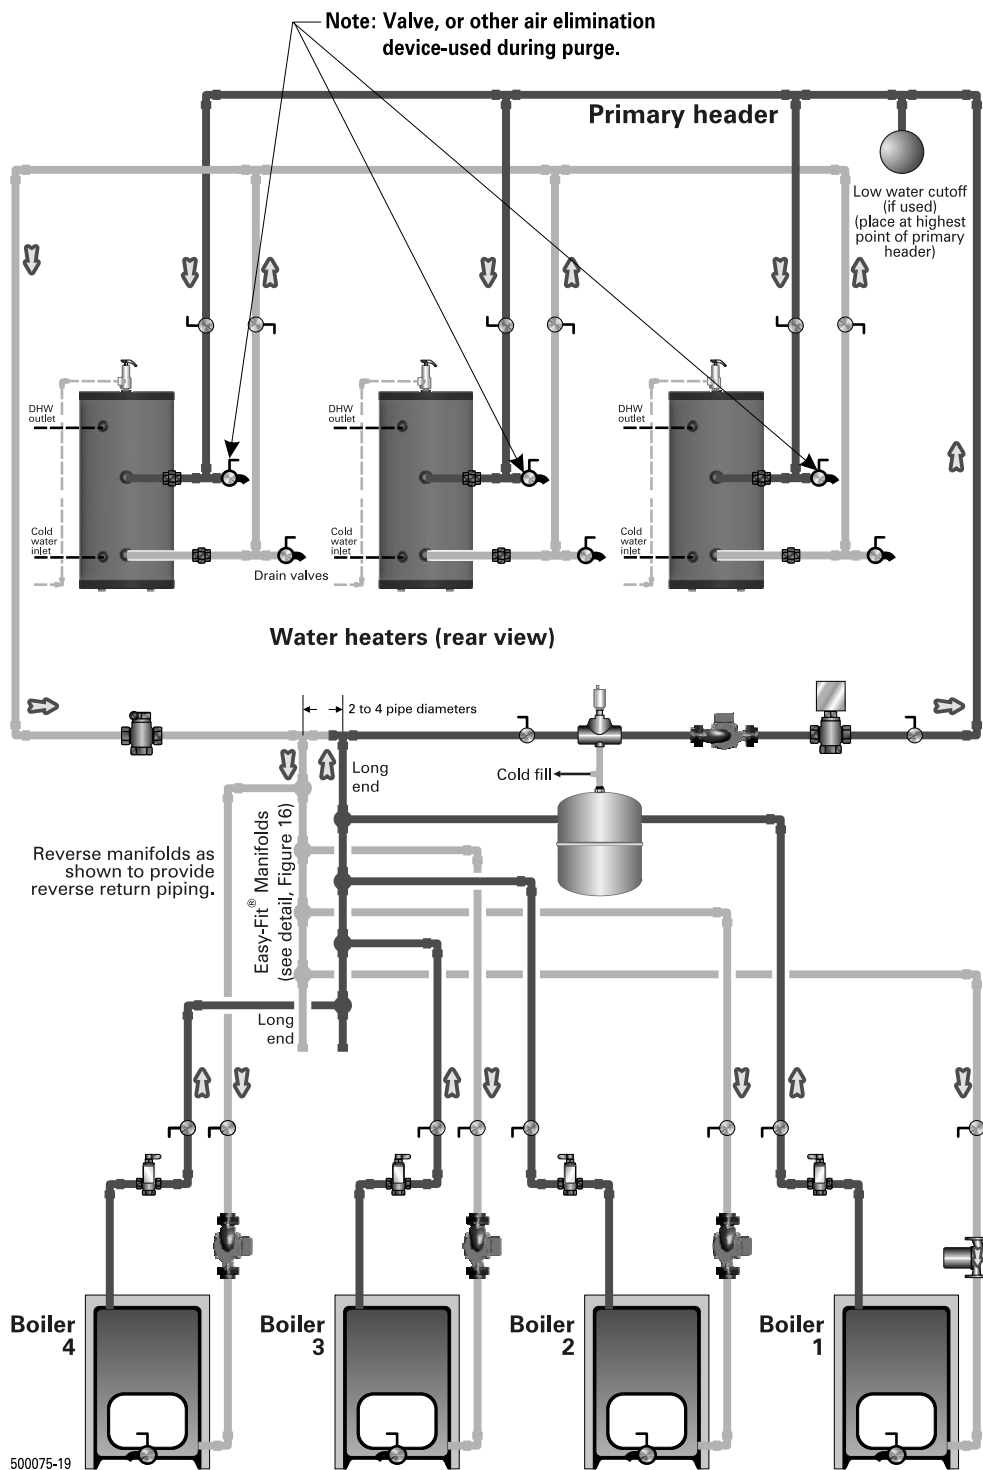 Note: Valve, or other air elimination
device-used during purge.
Primary header
Low water cutoff
(if used)
(place at highest
point of primary
header)
DHW
outlet
DHW
outlet
DHW
outlet
Cold
water
inlet
Cold
water
inlet
Cold
water
inlet
Drain valves
Water heaters (rear view)
2 to 4 pipe diameters
Long
end
Cold fill
Reverse manifolds as
shown to provide
reverse return piping.
Easy-Fit® Manifolds
(see detail, Figure 16)
Long
end
Boiler
4
Boiler
3
Boiler
2
Boiler
1
500075-19